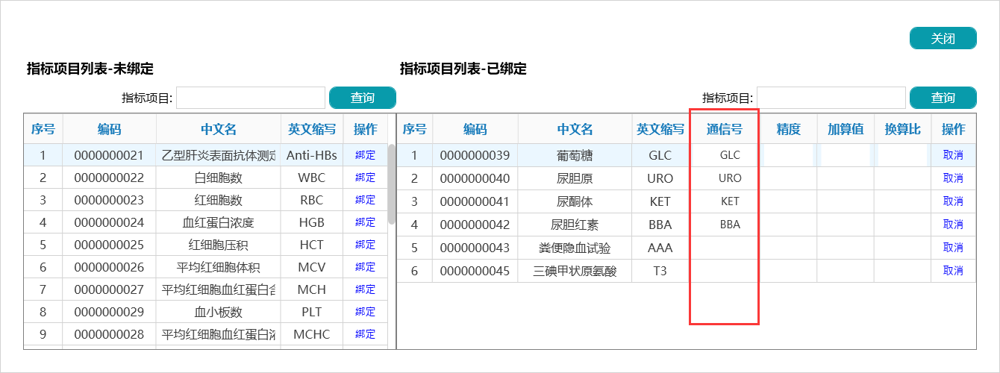 关闭
指标项目列表-未绑定
指标项目列表-已绑定
指标项目: 查询
指标项目: 查询
序号 编码 中文名 英文缩写 操作
1 0000000021 乙型肝炎表面抗体测定 Anti-HBs 綁定
2 0000000022 白细胞数 WBC 綁定
3 0000000023 红细胞数 RBC 綁定
4 0000000024 血红蛋白浓度 HGB 綁定
5 0000000025 红细胞压积 HCT 綁定
6 0000000026 平均红细胞体积 MCV 綁定
7 0000000027 平均红细胞血红蛋白含 MCH 綁定
8 0000000029 血小板数 PLT 綁定
9 0000000028 平均红细胞血红蛋白浓 MCHC 綁定
序号 编码 中文名 英文缩写 通信号 精度 加算值 换算比 操作
1 0000000039 葡萄糖 GLC GLC 取消
2 0000000040 尿胆原 URO URO 取消
3 0000000041 尿酮体 KET KET 取消
4 0000000042 尿胆红素 BBA BBA 取消
5 0000000043 粪便隐血试验 AAA 取消
6 0000000045 三碘甲状原氨酸 T3 取消